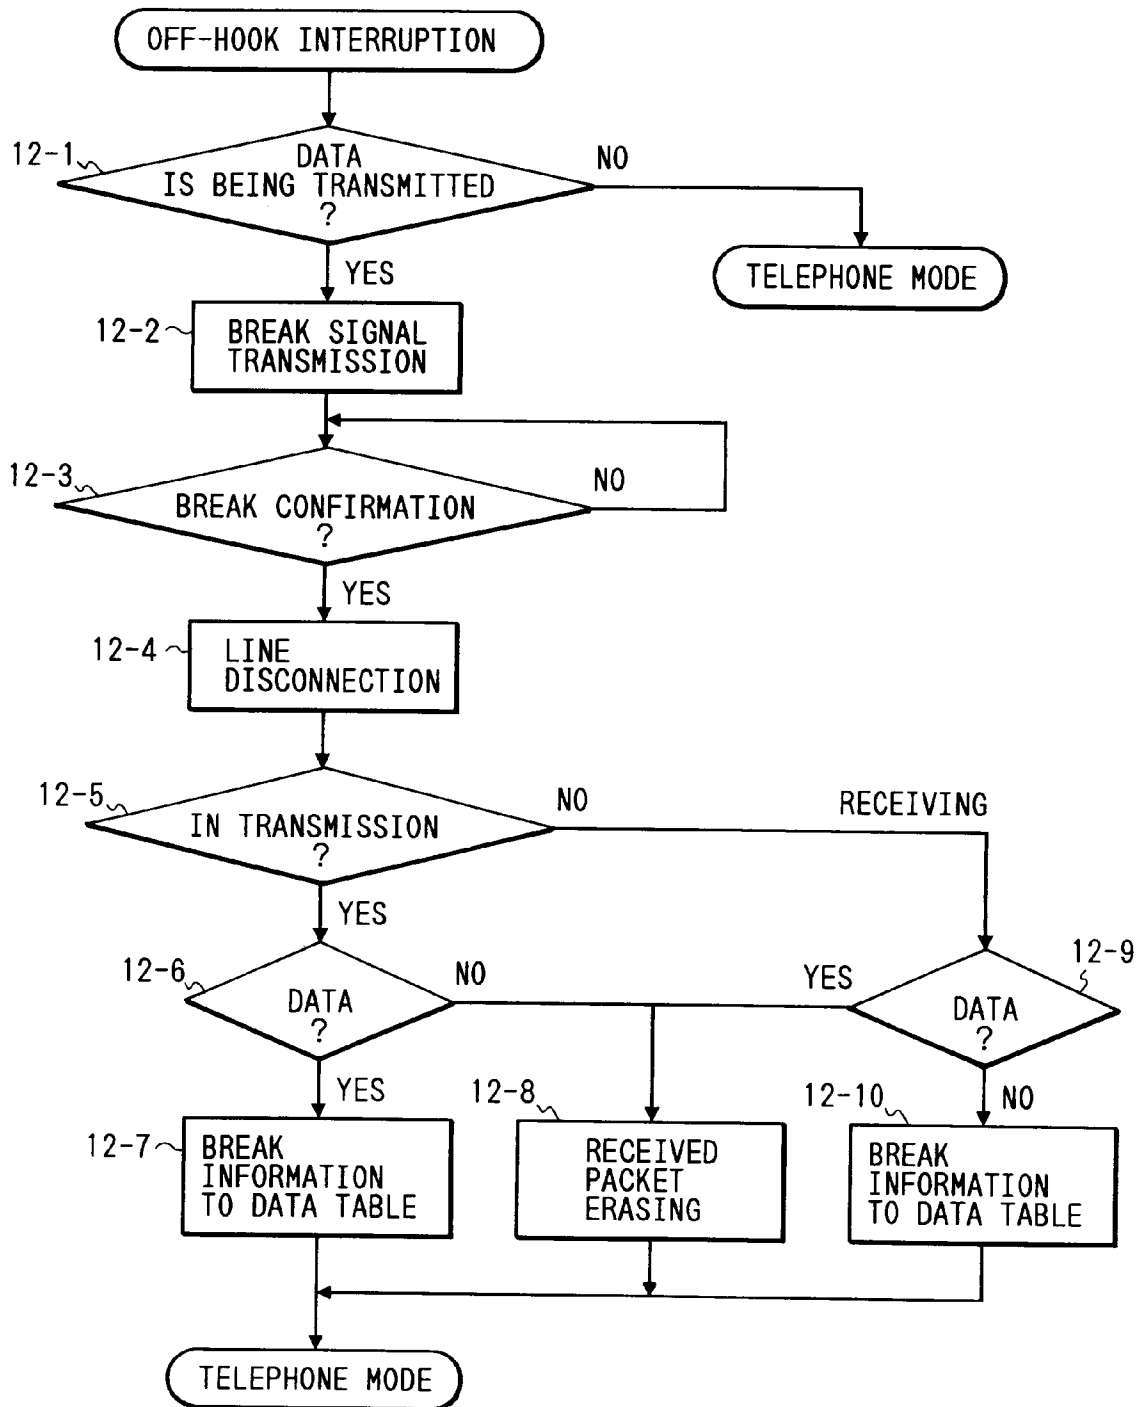 OFF-HOOK INTERRUPTION
12-1
DATA
IS BEING TRANSMITTED
?
NO
TELEPHONE MODE
YES
12-2
BREAK SIGNAL
TRANSMISSION
12-3
BREAK CONFIRMATION
?
NO
YES
12-4
LINE
DISCONNECTION
12-5
IN TRANSMISSION
?
NO
RECEIVING
YES
12-6
DATA
?
NO
YES
12-9
DATA
?
YES
NO
12-7
BREAK
INFORMATION
TO DATA TABLE
12-8
RECEIVED
PACKET
ERASING
12-10
BREAK
INFORMATION
TO DATA TABLE
TELEPHONE MODE